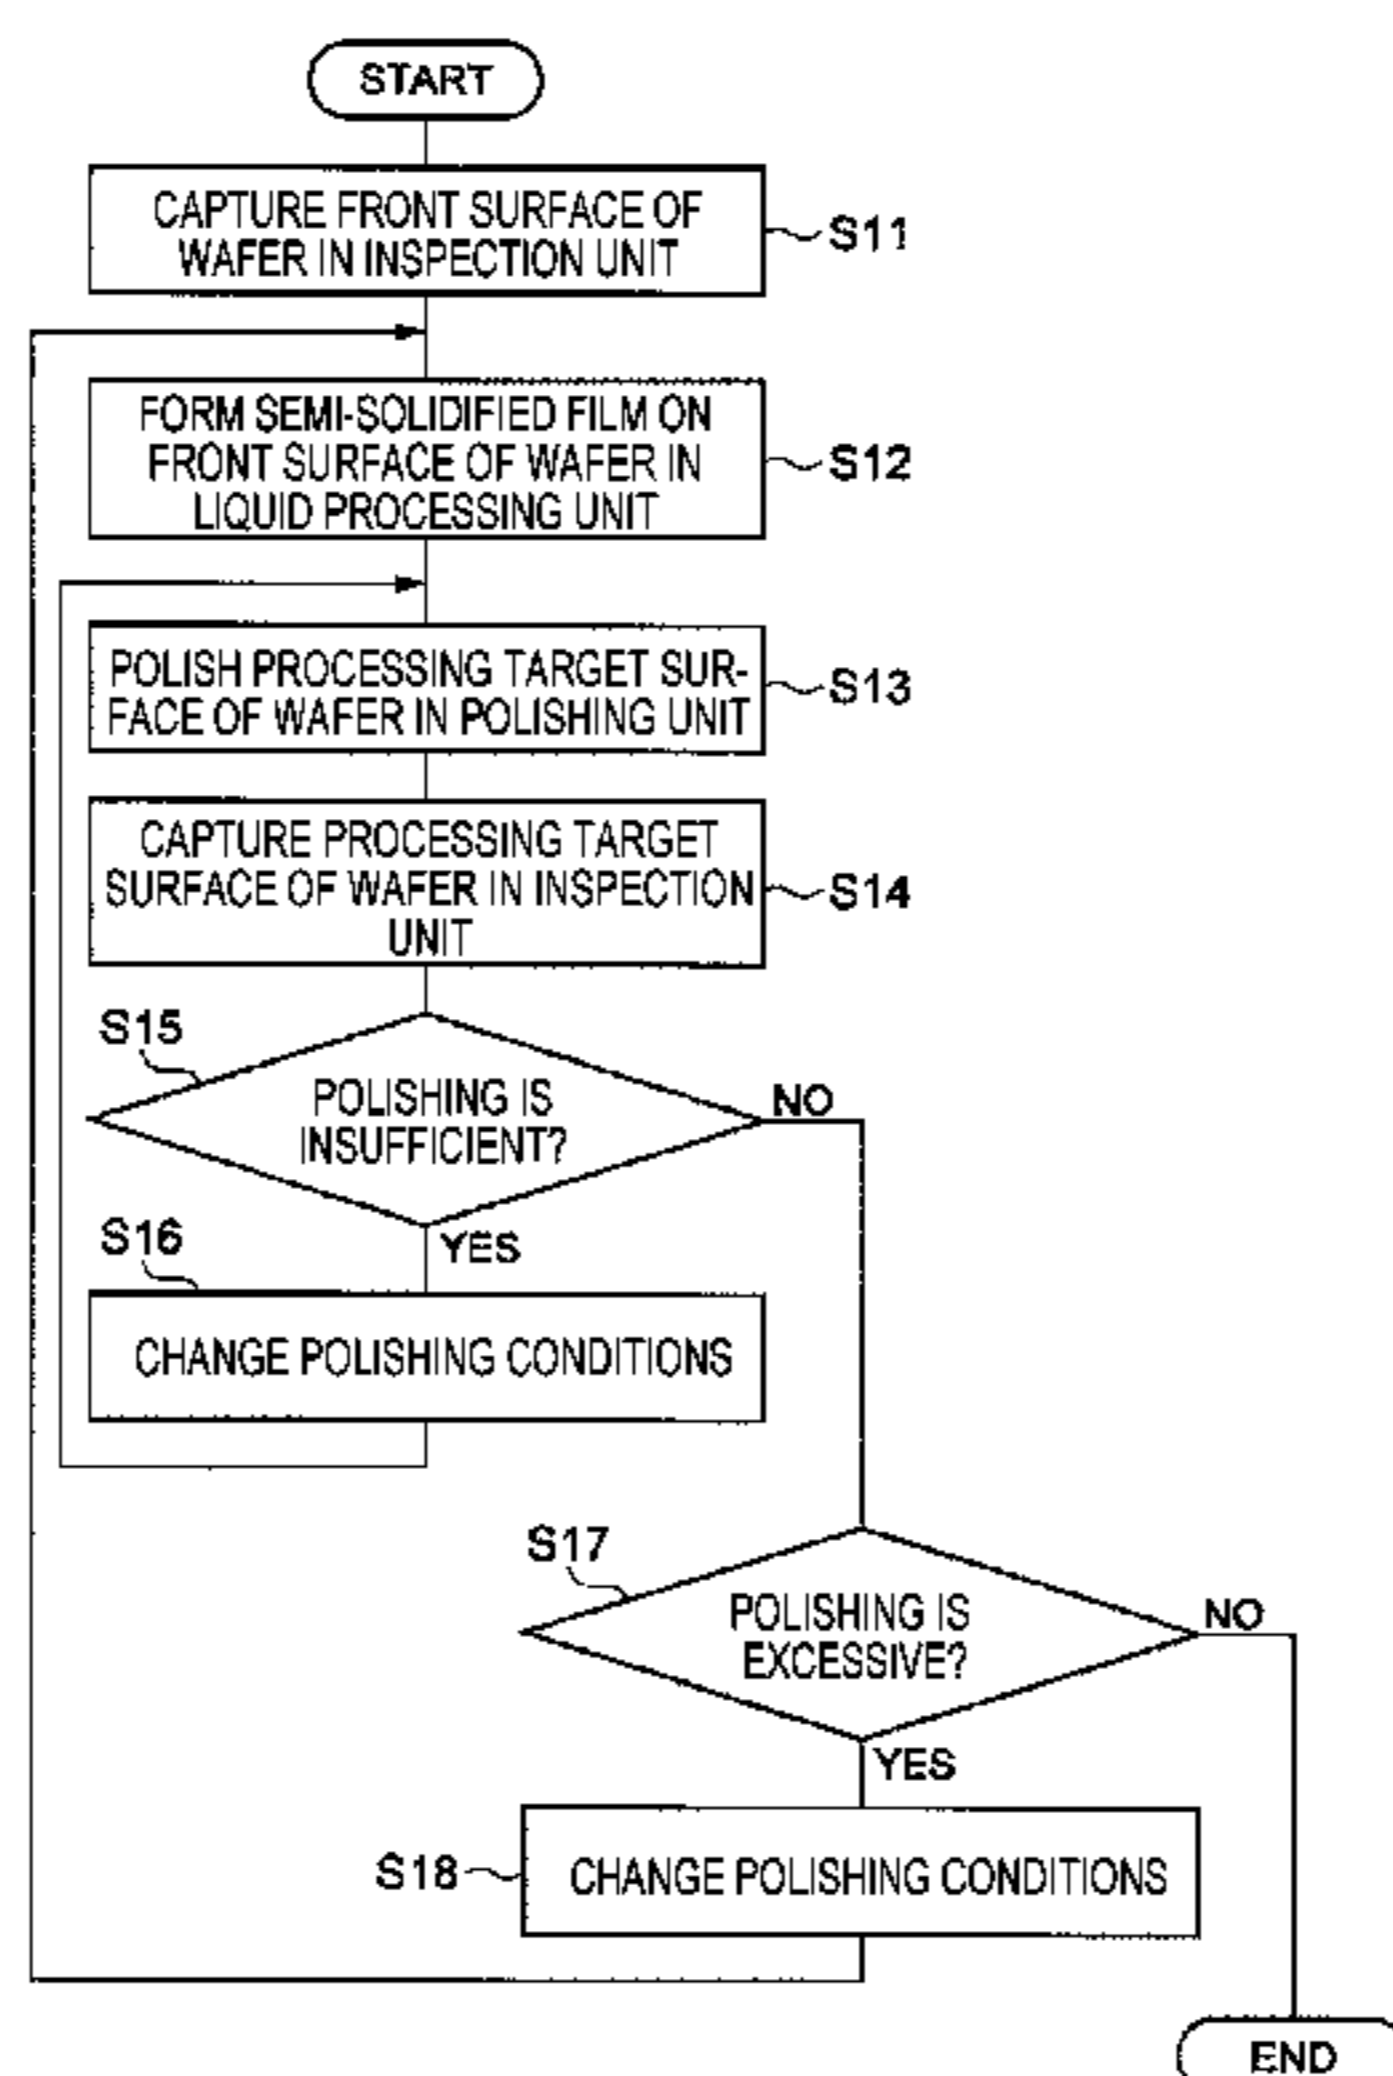 START
CAPTURE FRONT SURFACE OF
WAFER IN INSPECTION UNIT
S11
FORM SEMI-SOLIDIFIED FILM ON
FRONT SURFACE OF WAFER IN
LIQUID PROCESSING UNIT
S12
POLISH PROCESSING TARGET SUR-
FACE OF WAFER IN POLISHING UNIT
S13
CAPTURE PROCESSING TARGET
SURFACE OF WAFER IN INSPECTION
UNIT
S14
S15
POLISHING IS
INSUFFICIENT?
NO
YES
S16
CHANGE POLISHING CONDITIONS
S17
POLISHING IS
EXCESSIVE?
NO
YES
S18
CHANGE POLISHING CONDITIONS
END